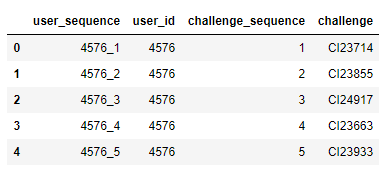 user_sequence user_id challenge_sequence challenge
0 4576_1 4576 1 CI23714
1 4576_2 4576 2 CI23855
2 4576_3 4576 3 CI24917
3 4576_4 4576 4 CI23663
4 4576_5 4576 5 CI23933